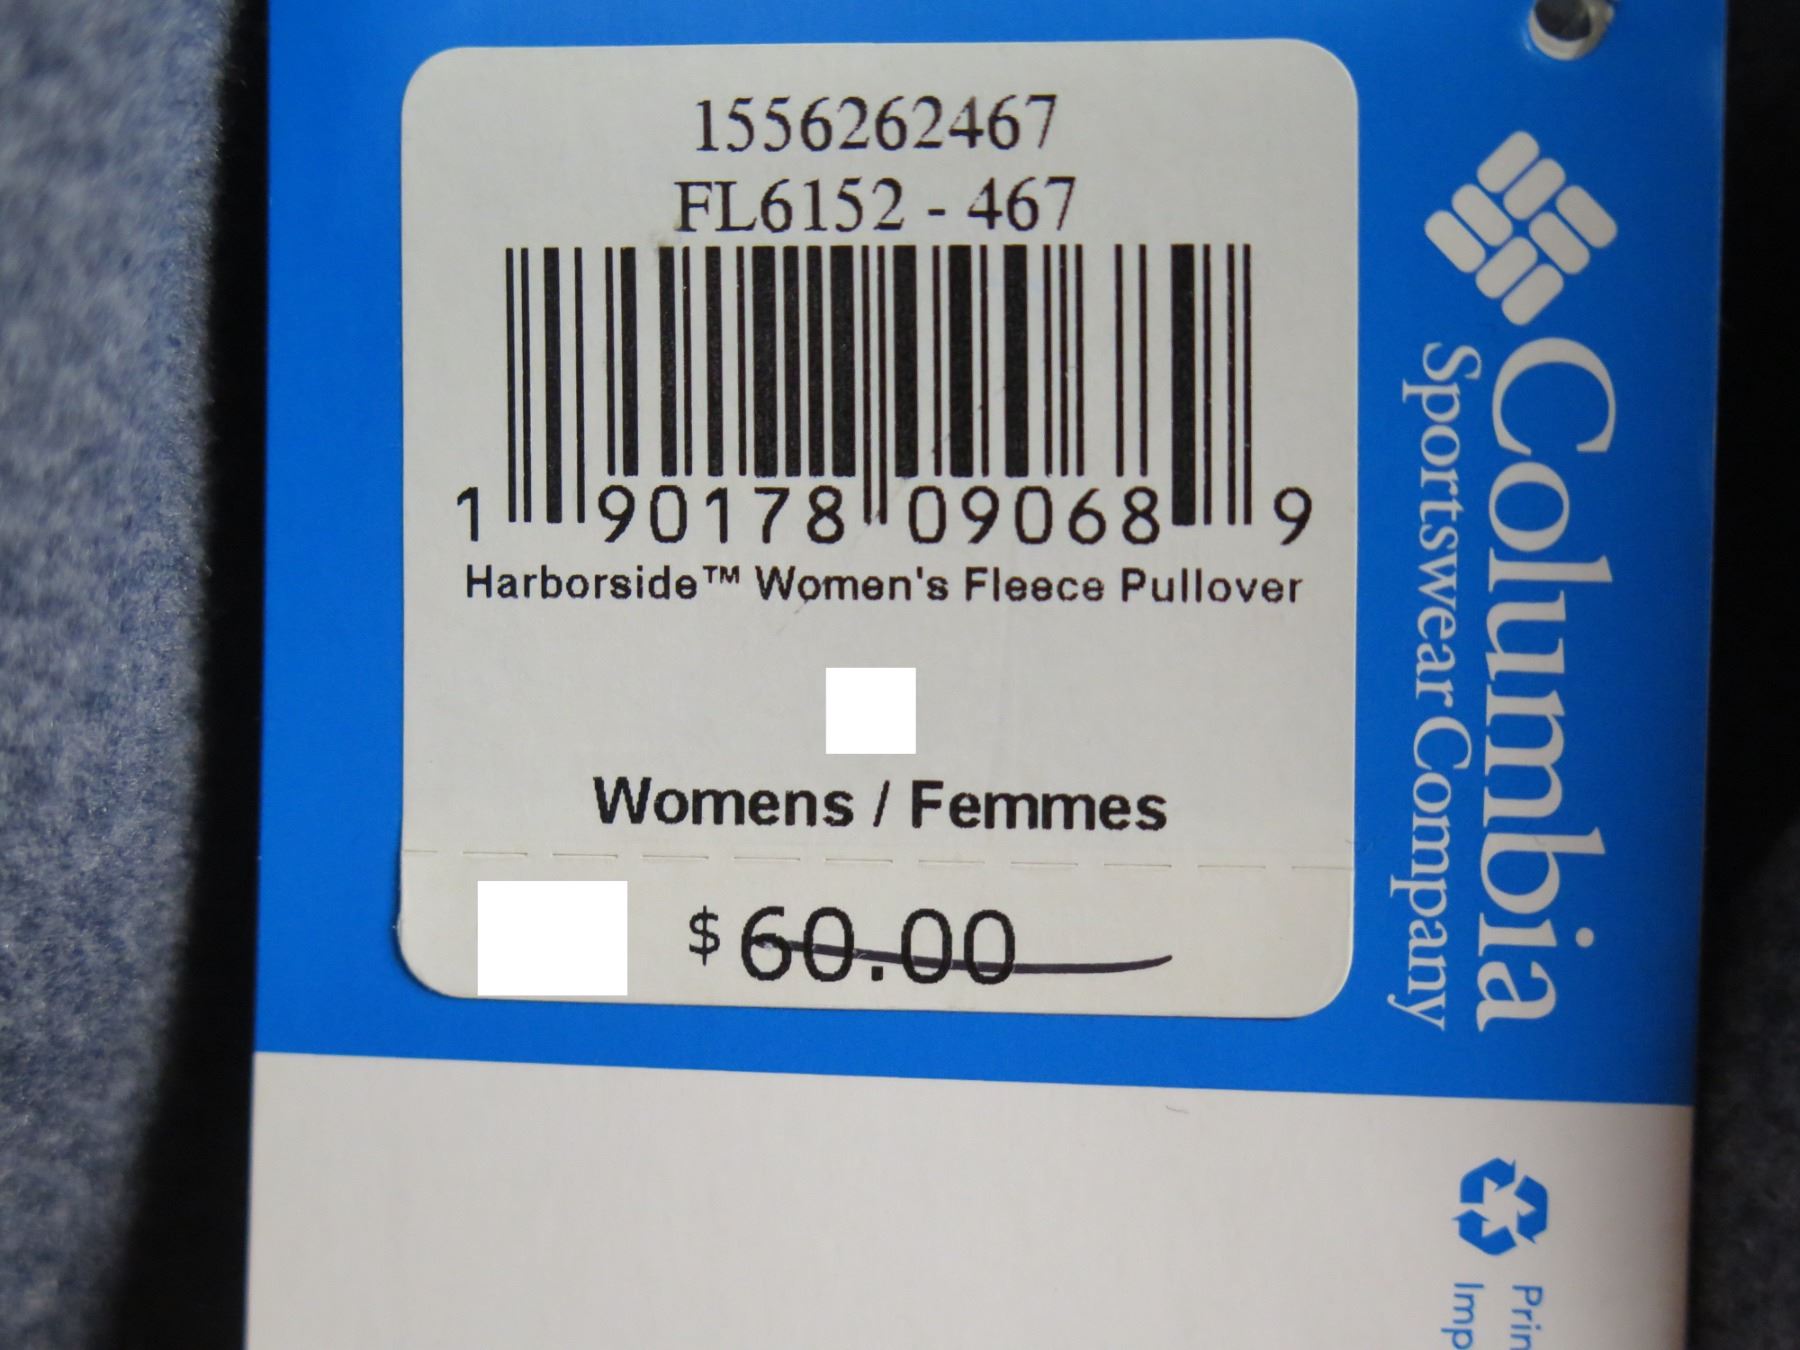 1556262467
FL6152 - 467
1 90178 09068 9
Harborside™ Women's Fleece Pullover
Womens / Femmes
$60.00
Columbia
Sportswear Company